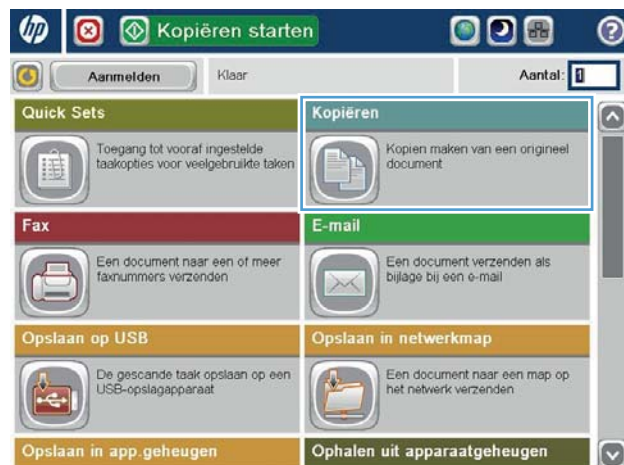 hp
Kopiëren starten
?
Aanmelden
Klaar
Aantal: 1
Quick Sets
Toegang tot vooraf ingestelde
taakopties voor veelgebruikte taken
Kopiëren
Kopien maken van een origineel
document
Fax
Een document naar een of meer
faxnummers verzenden
E-mail
Een document verzenden als
bijlage bij een e-mail
Opslaan op USB
De gescande taak opslaan op een
USB-opslagapparaat
Opslaan in netwerkmap
Een document naar een map op
het netwerk verzenden
Opslaan in app.geheugen
Ophalen uit apparaatgeheugen